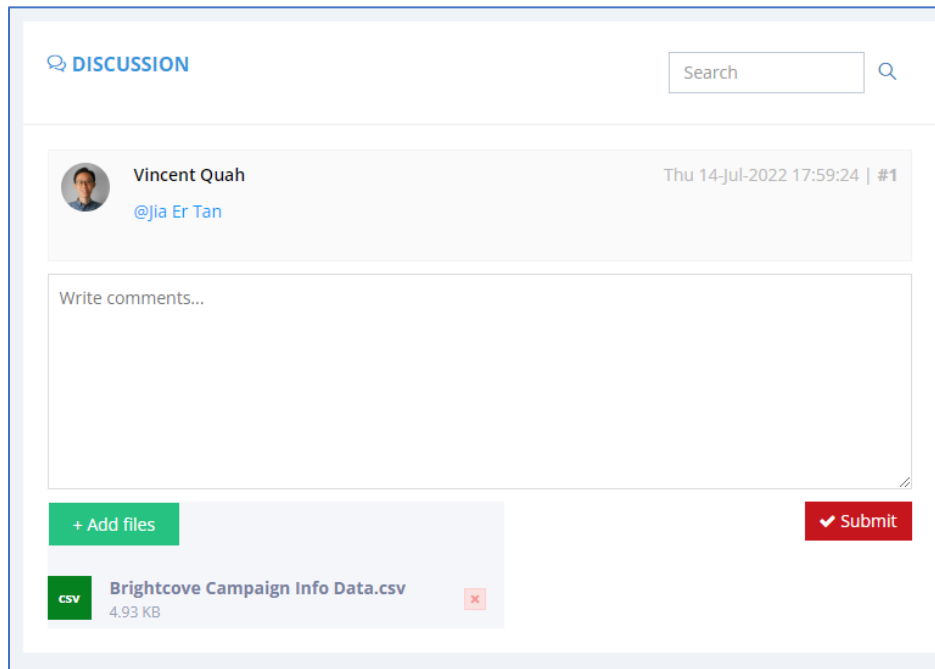 DISCUSSION
Search
Vincent Quah
Thu 14-Jul-2022 17:59:24 | #1
@Jia Er Tan
Write comments...
+ Add files
Submit
CSV
Brightcove Campaign Info Data.csv
4.93 KB